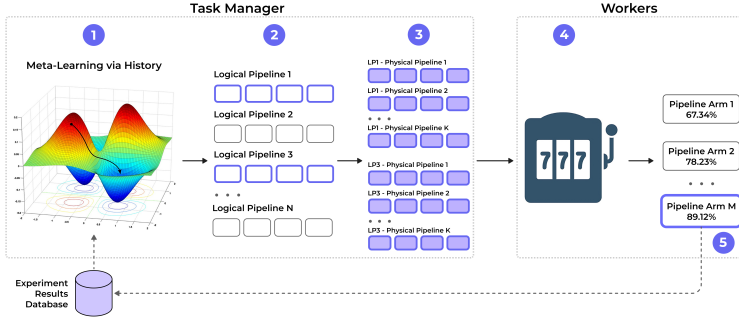 Task Manager
Workers
1
2
3
4
Meta-Learning via History
Logical Pipeline 1
Logical Pipeline 2
Logical Pipeline 3
• • • •
Logical Pipeline N
LP1 - Physical Pipeline 1
LP1 - Physical Pipeline 2
• • •
LP1 - Physical Pipeline K
LP3 - Physical Pipeline 1
LP3 - Physical Pipeline 2
• • •
LP3 - Physical Pipeline K
7 7 7
Pipeline Arm 1
67.34%
Pipeline Arm 2
78.23%
• • •
Pipeline Arm M
89.12%
5
Experiment
Results
Database